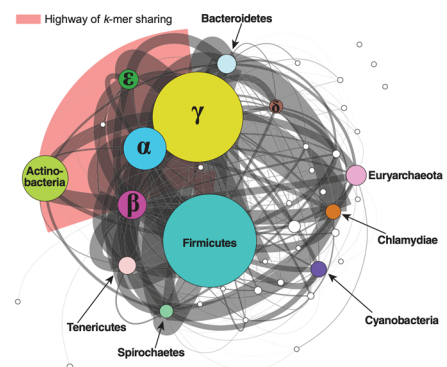 Highway of k-mer sharing
Bacteroidetes
ε
δ
γ
α
Actino-
bacteria
Euryarchaeota
β
Firmicutes
Chlamydiae
Tenericutes
Cyanobacteria
Spirochaetes